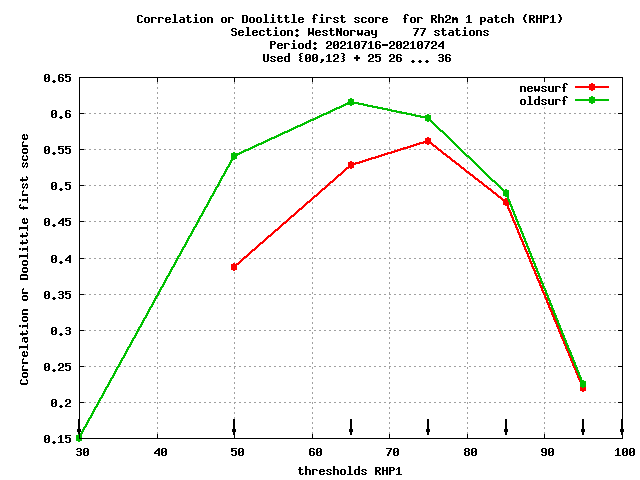 Correlation or Doolittle first score  for Rh2m 1 patch (RHP1)
Selection: WestNorway     77 stations
Period: 20210716-20210724
Used {00,12} + 25 26 ... 36
newsurf
oldsurf
0.65
0.6
0.55
0.5
0.45
0.4
0.35
0.3
0.25
0.2
0.15
Correlation or Doolittle first score
30 40 50 60 70 80 90 100
thresholds RHP1